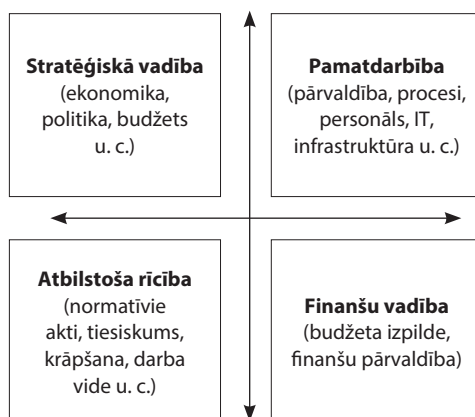 Stratēģiskā vadība
(ekonomika,
politika, budžets
u. c.)
Pamatdarbība
(pārvaldība, procesi,
personāls, IT,
infrastruktūra u. c.)
Atbilstoša rīcība
(normatīvie
akti, tiesiskums,
krāpšana, darba
vide u. c.)
Finanšu vadība
(budžeta izpilde,
finanšu pārvaldība)